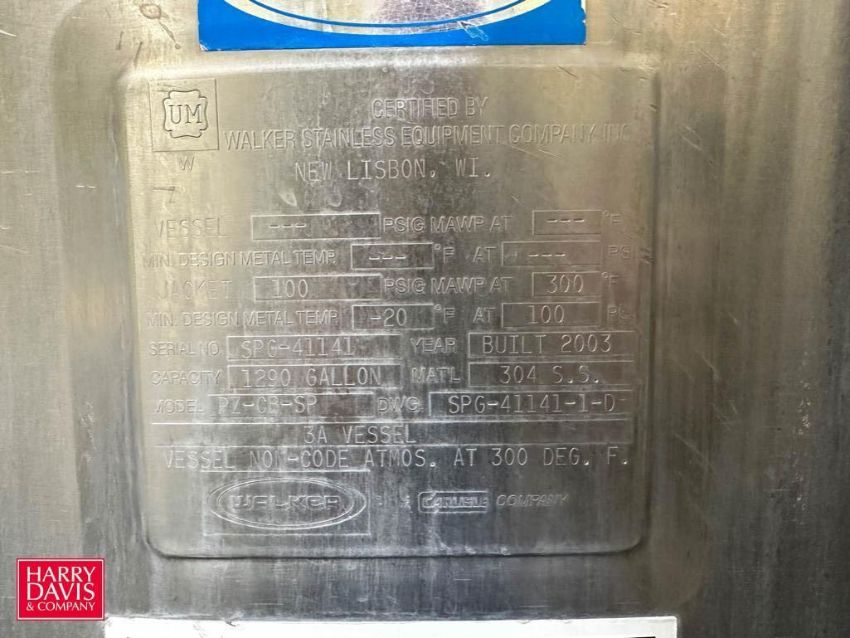 UM
W
CERTIFIED BY
WALKER STAINLESS EQUIPMENT COMPANY INC.
NEW LISBON, WI.
VESSEL --- PSIG MAWP AT --- °F
MIN. DESIGN METAL TEMP. --- °F AT --- PSI
JACKET 100 PSIG MAWP AT 300 °F
MIN. DESIGN METAL TEMP. -20 °F AT 100 PSI
SERIAL NO. SPG-41141 YEAR BUILT 2003
CAPACITY 1290 GALLON MAT'L 304 S.S.
MODEL PZ-CB-SP DWG. SPG-41141-1-D
3A VESSEL
VESSEL NON-CODE ATMOS. AT 300 DEG. F.
WALKER A CARLISLE COMPANY
HARRY
DAVIS
& COMPANY